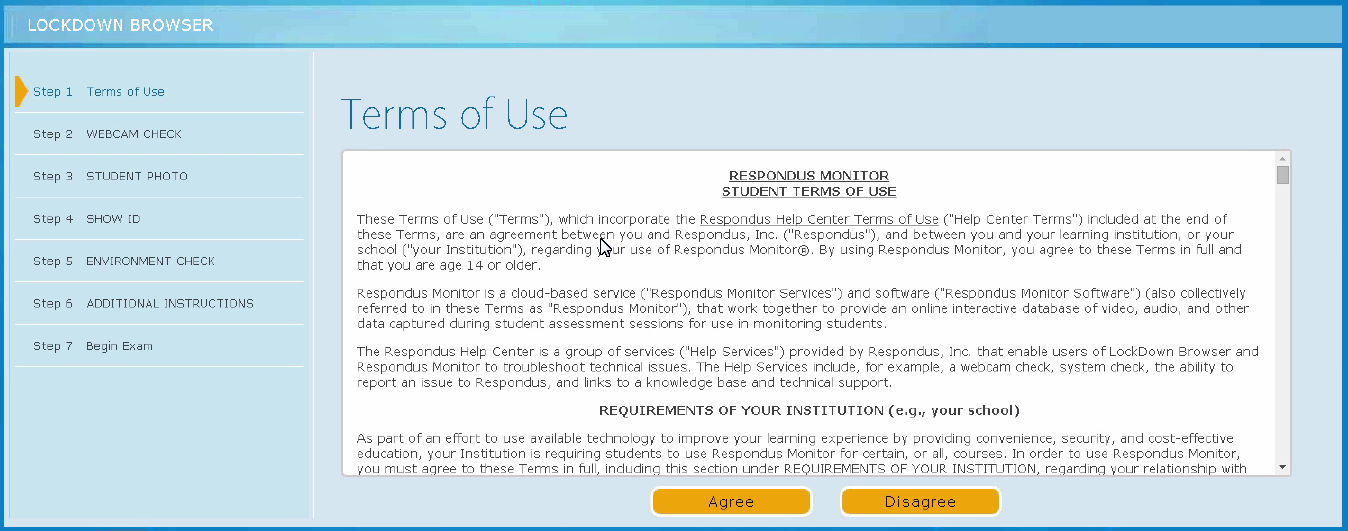 LOCKDOWN BROWSER
Step 1 Terms of Use
Step 2 WEBCAM CHECK
Step 3 STUDENT PHOTO
Step 4 SHOW ID
Step 5 ENVIRONMENT CHECK
Step 6 ADDITIONAL INSTRUCTIONS
Step 7 Begin Exam
Terms of Use
RESPONDUS MONITOR
STUDENT TERMS OF USE
These Terms of Use ("Terms"), which incorporate the Respondus Help Center Terms of Use ("Help Center Terms") included at the end of
these Terms, are an agreement between you and Respondus, Inc. ("Respondus"), and between you and your learning institution, or your
school ("your Institution"), regarding your use of Respondus Monitor®. By using Respondus Monitor, you agree to these Terms in full and
that you are age 14 or older.
Respondus Monitor is a cloud-based service ("Respondus Monitor Services") and software ("Respondus Monitor Software") (also collectively
referred to in these Terms as "Respondus Monitor"), that work together to provide an online interactive database of video, audio, and other
data captured during student assessment sessions for use in monitoring students.
The Respondus Help Center is a group of services ("Help Services") provided by Respondus, Inc. that enable users of LockDown Browser and
Respondus Monitor to troubleshoot technical issues. The Help Services include, for example, a webcam check, system check, the ability to
report an issue to Respondus, and links to a knowledge base and technical support.
REQUIREMENTS OF YOUR INSTITUTION (e.g., your school)
As part of an effort to use available technology to improve your learning experience by providing convenience, security, and cost-effective
education, your Institution is requiring students to use Respondus Monitor for certain, or all, courses. In order to use Respondus Monitor,
you must agree to these Terms in full, including this section under REQUIREMENTS OF YOUR INSTITUTION, regarding your relationship with
Agree
Disagree